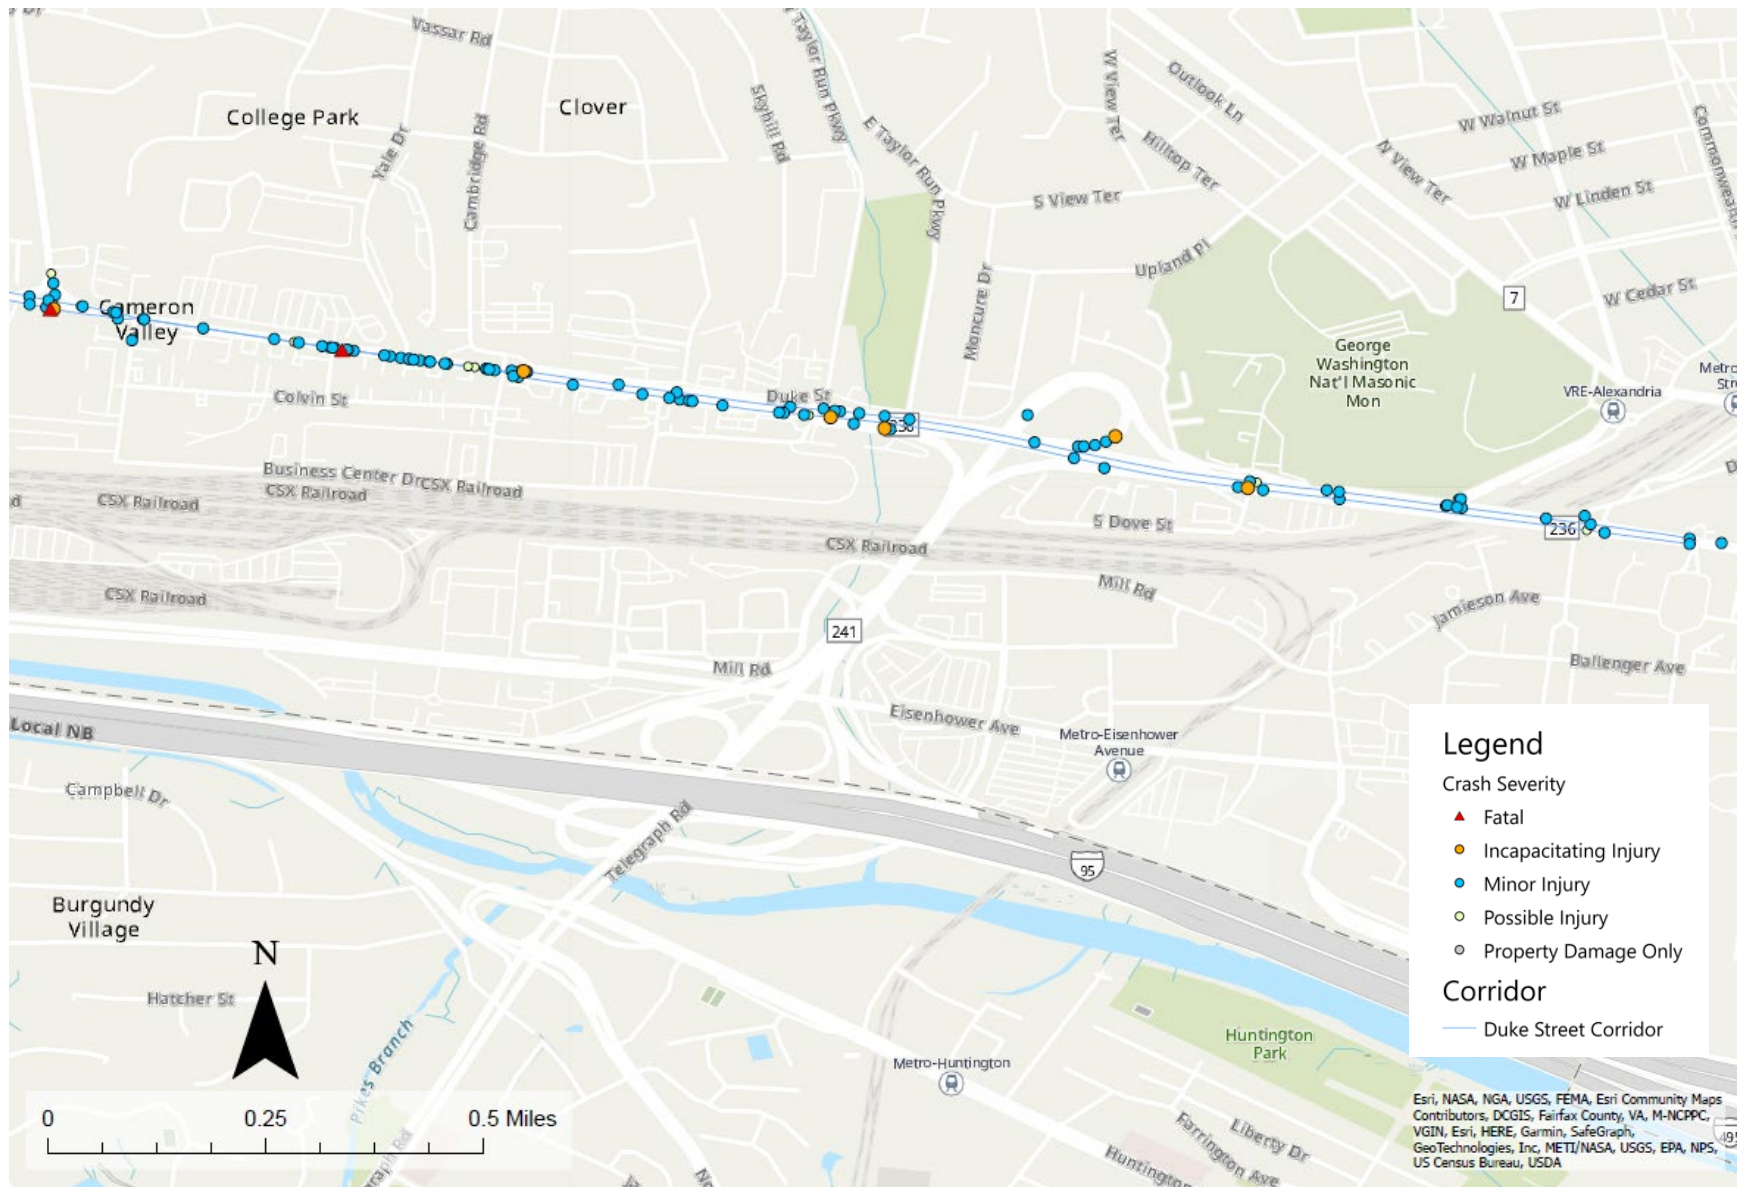 Vassar Rd
College Park
Clover
Yale Dr
Cambridge Rd
Skyhill Rd
Taylor Run Pkwy
E Taylor Run Pkwy
W View Ter
Outlook Ln
Hilltop Ter
N View Ter
W Walnut St
W Maple St
W Linden St
S View Ter
Upland Pl
Moncure Dr
W Cedar St
7
George
Washington
Nat'l Masonic
Mon
VRE-Alexandria
Metro-
Cameron
Valley
Colvin St
Duke St
236
Business Center Dr
CSX Railroad
CSX Railroad
CSX Railroad
S Dove St
236
CSX Railroad
CSX Railroad
Mill Rd
Jamieson Ave
241
Mill Rd
Ballenger Ave
Eisenhower Ave
Metro-Eisenhower
Avenue
Local NB
Campbell Dr
Telegraph Rd
95
Burgundy
Village
N
Hatcher St
Pikes Branch
Metro-Huntington
Huntington
Park
Liberty Dr
Farrington Ave
Huntington
Legend
Crash Severity
Fatal
Incapacitating Injury
Minor Injury
Possible Injury
Property Damage Only
Corridor
Duke Street Corridor
0 0.25 0.5 Miles
Esri, NASA, NGA, USGS, FEMA, Esri Community Maps
Contributors, DCGIS, Fairfax County, VA, M-NCPPC,
VGIN, Esri, HERE, Garmin, SafeGraph,
GeoTechnologies, Inc, METI/NASA, USGS, EPA, NPS,
US Census Bureau, USDA